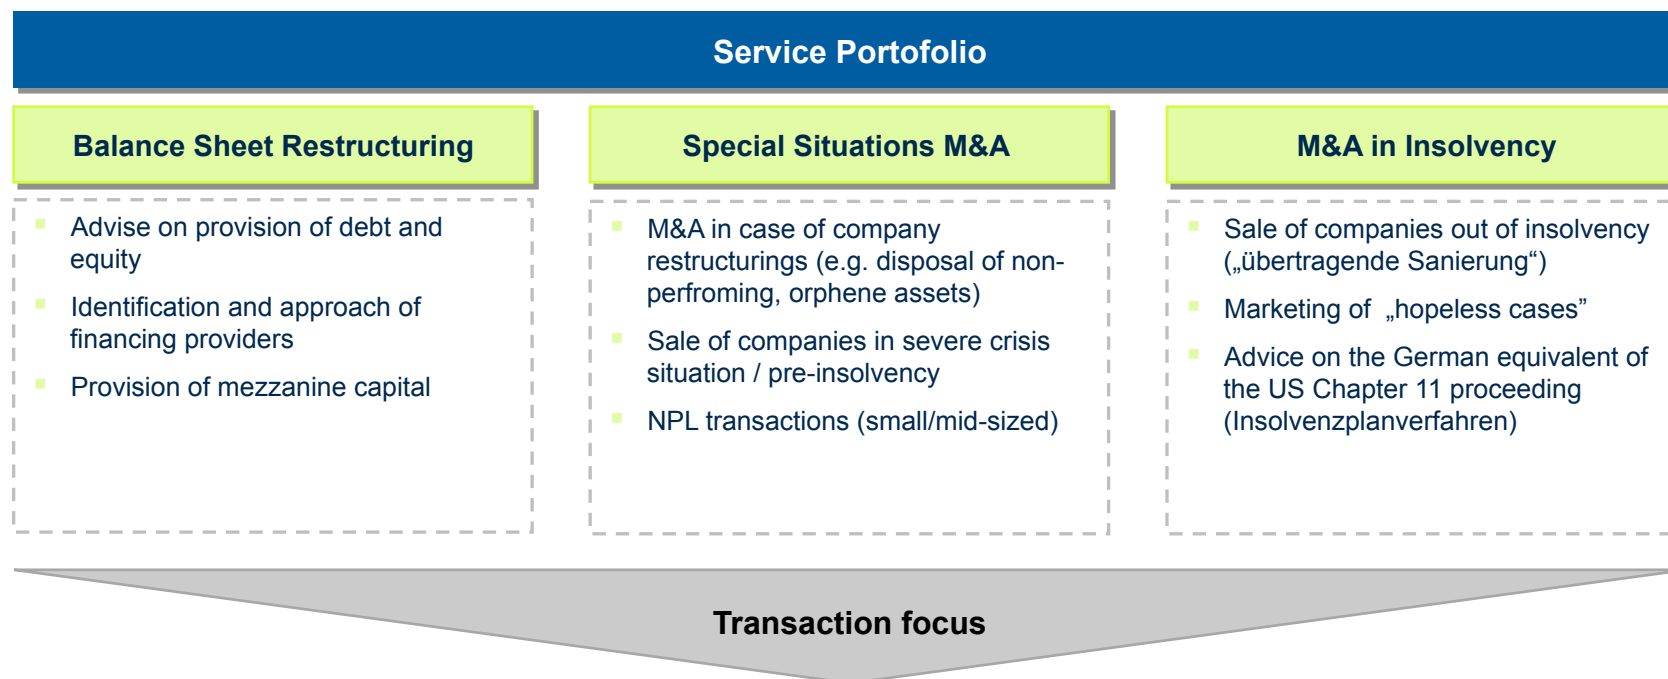 Service Portofolio
Balance Sheet Restructuring
Advise on provision of debt and
equity
Identification and approach of
financing providers
Provision of mezzanine capital
Special Situations M&A
M&A in case of company
restructurings (e.g. disposal of non-
perfroming, orphene assets)
Sale of companies in severe crisis
situation / pre-insolvency
NPL transactions (small/mid-sized)
M&A in Insolvency
Sale of companies out of insolvency
(„übertragende Sanierung“)
Marketing of „hopeless cases”
Advice on the German equivalent of
the US Chapter 11 proceeding
(Insolvenzplanverfahren)
Transaction focus